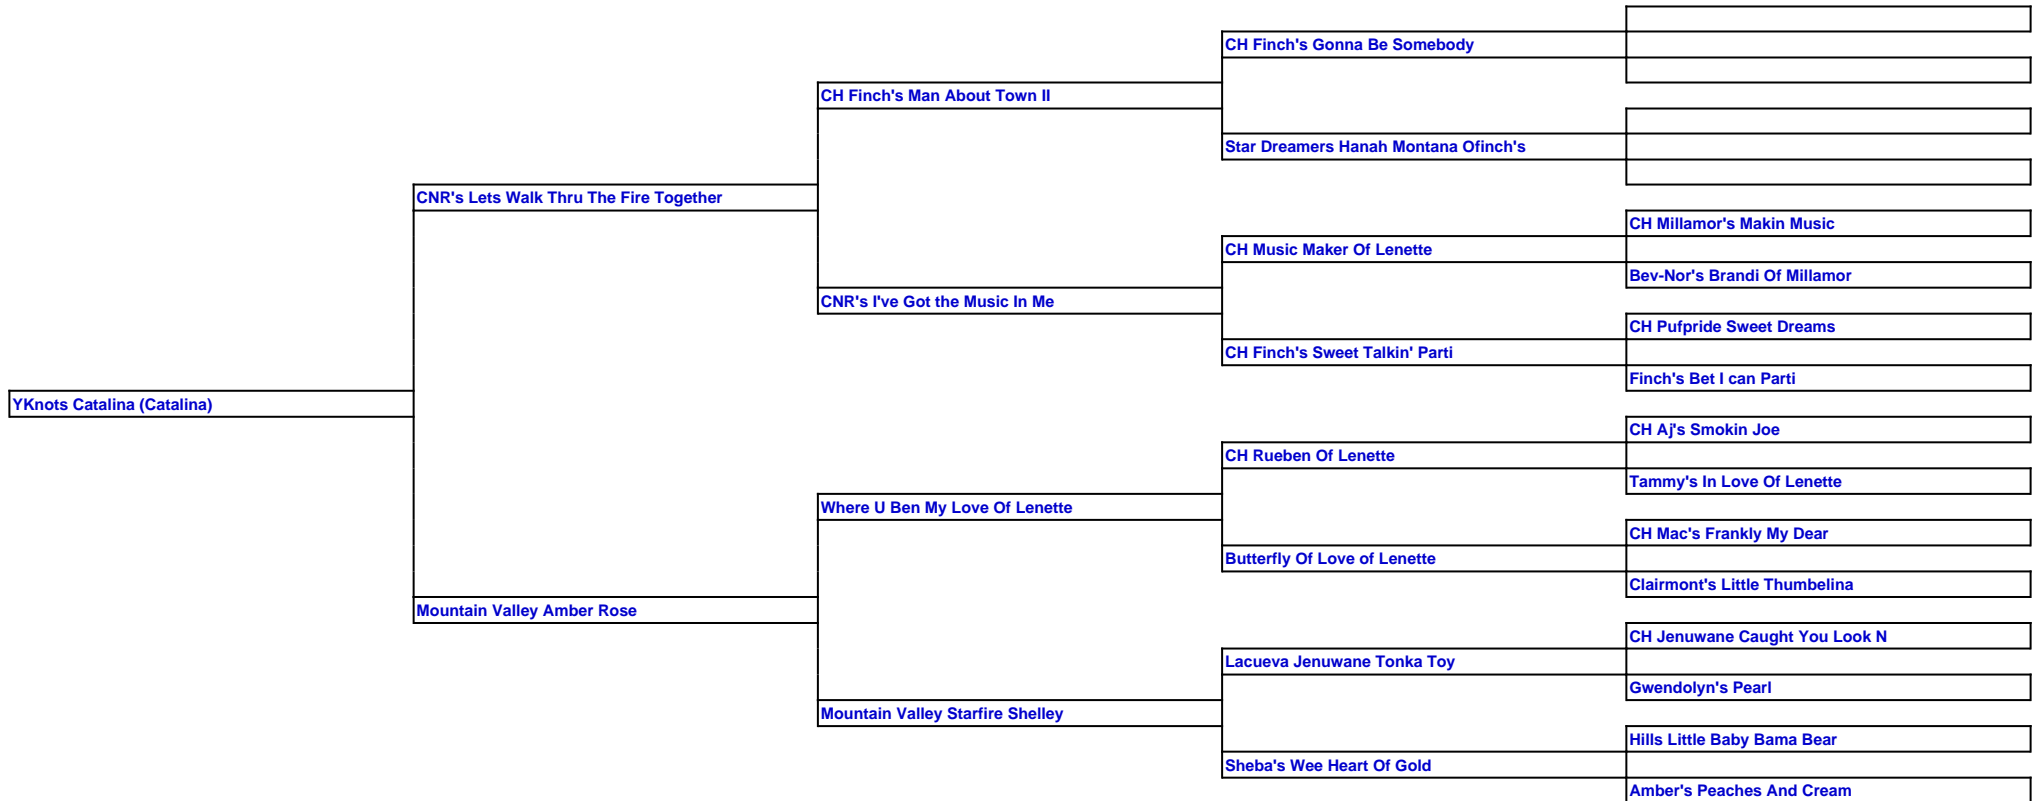 CH Finch's Gonna Be Somebody
CH Finch's Man About Town II
Star Dreamers Hanah Montana Ofinch's
CNR's Lets Walk Thru The Fire Together
CH Millamor's Makin Music
CH Music Maker Of Lenette
Bev-Nor's Brandi Of Millamor
CNR's I've Got the Music In Me
CH Pufpride Sweet Dreams
CH Finch's Sweet Talkin' Parti
Finch's Bet I can Parti
YKnots Catalina (Catalina)
CH Aj's Smokin Joe
CH Rueben Of Lenette
Tammy's In Love Of Lenette
Where U Ben My Love Of Lenette
CH Mac's Frankly My Dear
Butterfly Of Love of Lenette
Clairmont's Little Thumbelina
Mountain Valley Amber Rose
CH Jenuwane Caught You Look N
Lacueva Jenuwane Tonka Toy
Gwendolyn's Pearl
Mountain Valley Starfire Shelley
Hills Little Baby Bama Bear
Sheba's Wee Heart Of Gold
Amber's Peaches And Cream